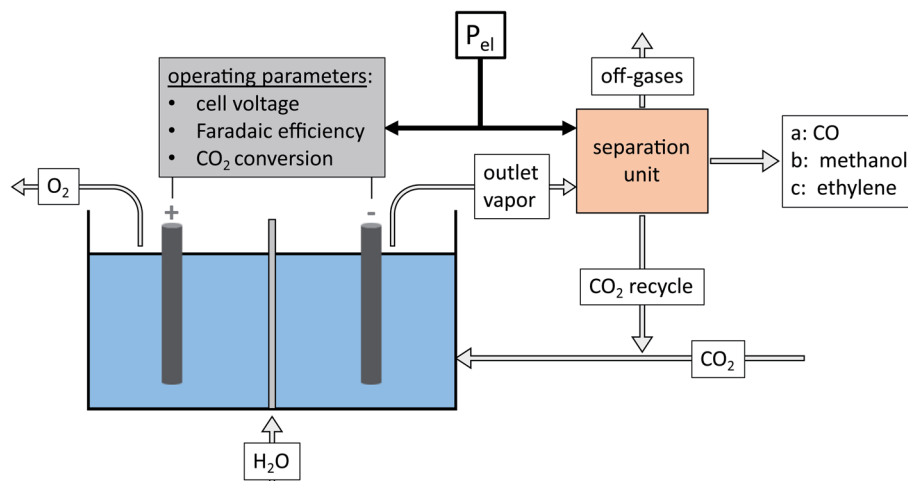 P_el
operating parameters:
• cell voltage
• Faradaic efficiency
• CO₂ conversion
off-gases
separation
unit
a: CO
b: methanol
c: ethylene
outlet
vapor
O₂
+
-
CO₂ recycle
CO₂
H₂O